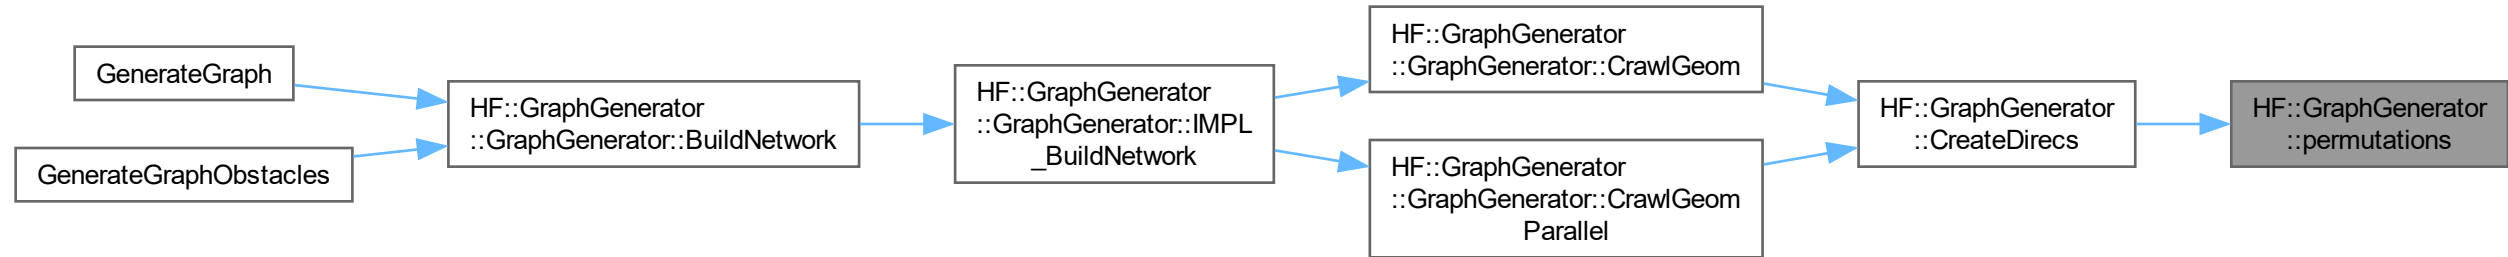 GenerateGraph
GenerateGraphObstacles
HF::GraphGenerator
::GraphGenerator::BuildNetwork
HF::GraphGenerator
::GraphGenerator::IMPL
_BuildNetwork
HF::GraphGenerator
::GraphGenerator::CrawlGeom
HF::GraphGenerator
::GraphGenerator::CrawlGeom
Parallel
HF::GraphGenerator
::CreateDirecs
HF::GraphGenerator
::permutations